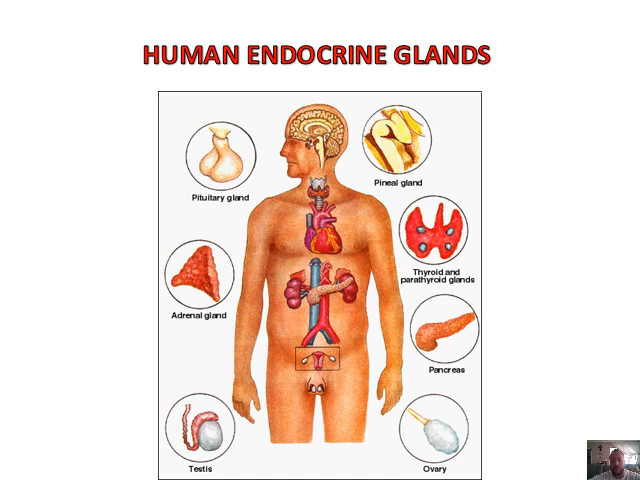 HUMAN ENDOCRINE GLANDS
Pituitary gland
Pineal gland
Thyroid and
parathyroid glands
Adrenal gland
Pancreas
Testis
Ovary